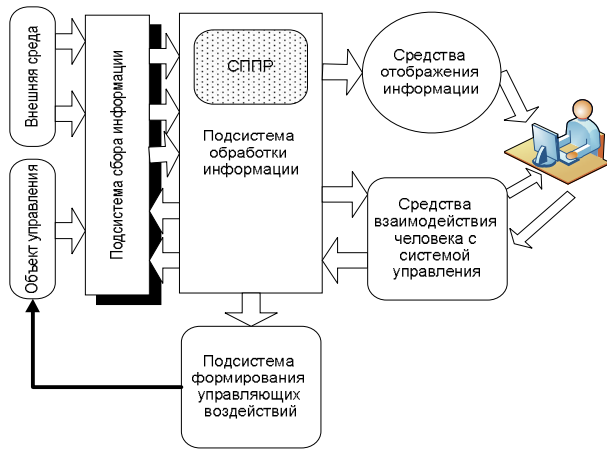 Внешняя среда
Объект управления
Подсистема сбора информации
СППР
Подсистема
обработки
информации
Средства
отображения
информации
Средства
взаимодействия
человека с
системой
управления
Подсистема
формирования
управляющих
воздействий